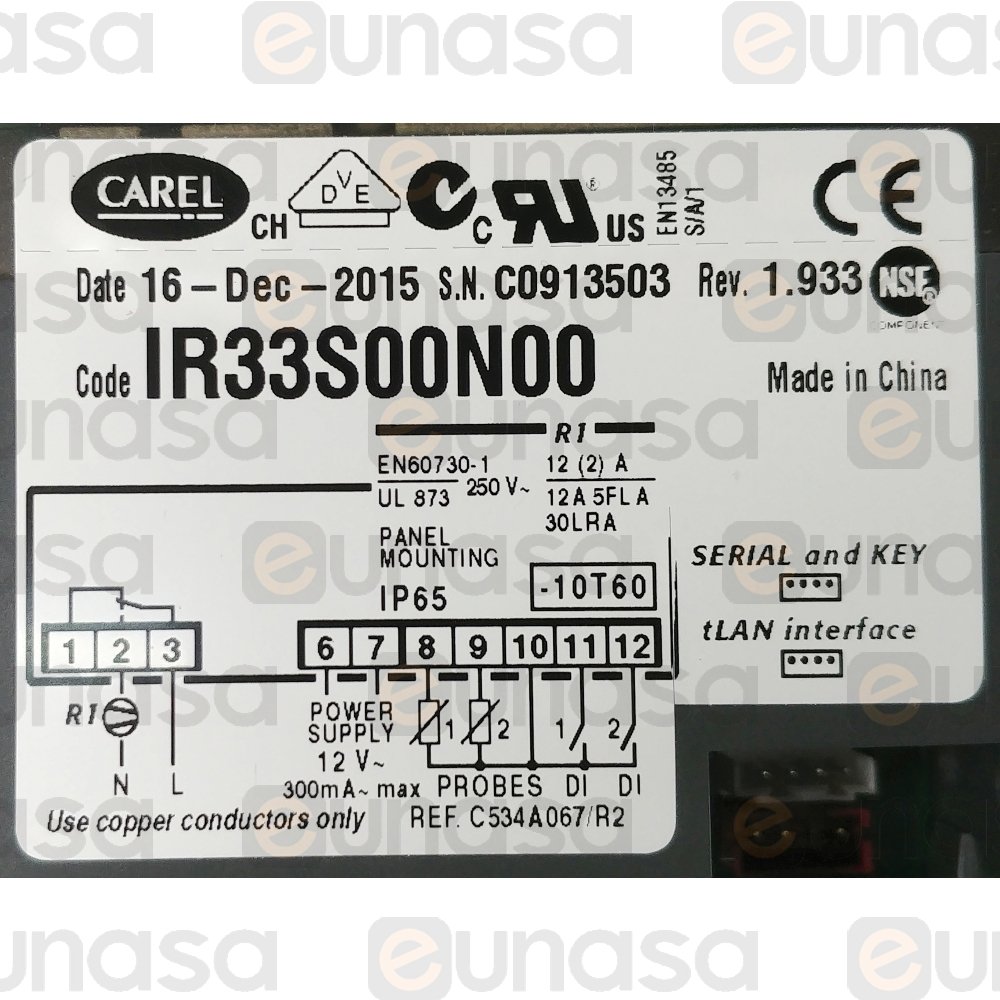 eunasa
CAREL
CH
DVE
C
US
EN13485
S/A/1
CE
Date 16-Dec-2015 S.N. C0913503 Rev. 1.933
NSF
COMPONENT
Code IR33S00N00
Made in China
R1
EN60730-1
UL 873
250 V~
12 (2) A
12A 5FLA
30LRA
PANEL
MOUNTING
IP65
-10T60
SERIAL and KEY
tLAN interface
1 2 3
6 7 8 9 10 11 12
R1
N L
POWER
SUPPLY
12 V~
300mA~ max
1 2 1 2
PROBES DI DI
Use copper conductors only
REF. C534A067/R2